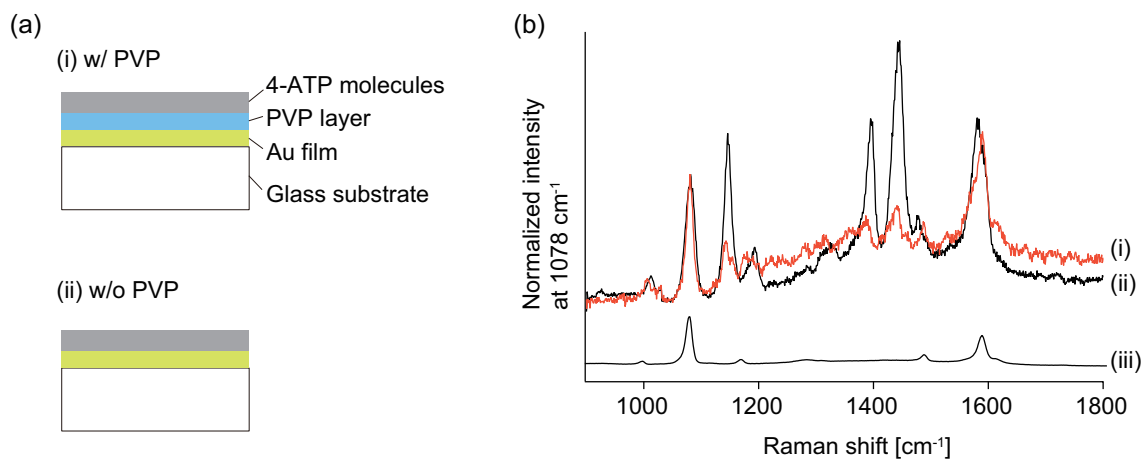 (a)
(i) w/ PVP
4-ATP molecules
PVP layer
Au film
Glass substrate
(ii) w/o PVP
(b)
Normalized intensity
at 1078 cm⁻¹
(i)
(ii)
(iii)
1000 1200 1400 1600 1800
Raman shift [cm⁻¹]